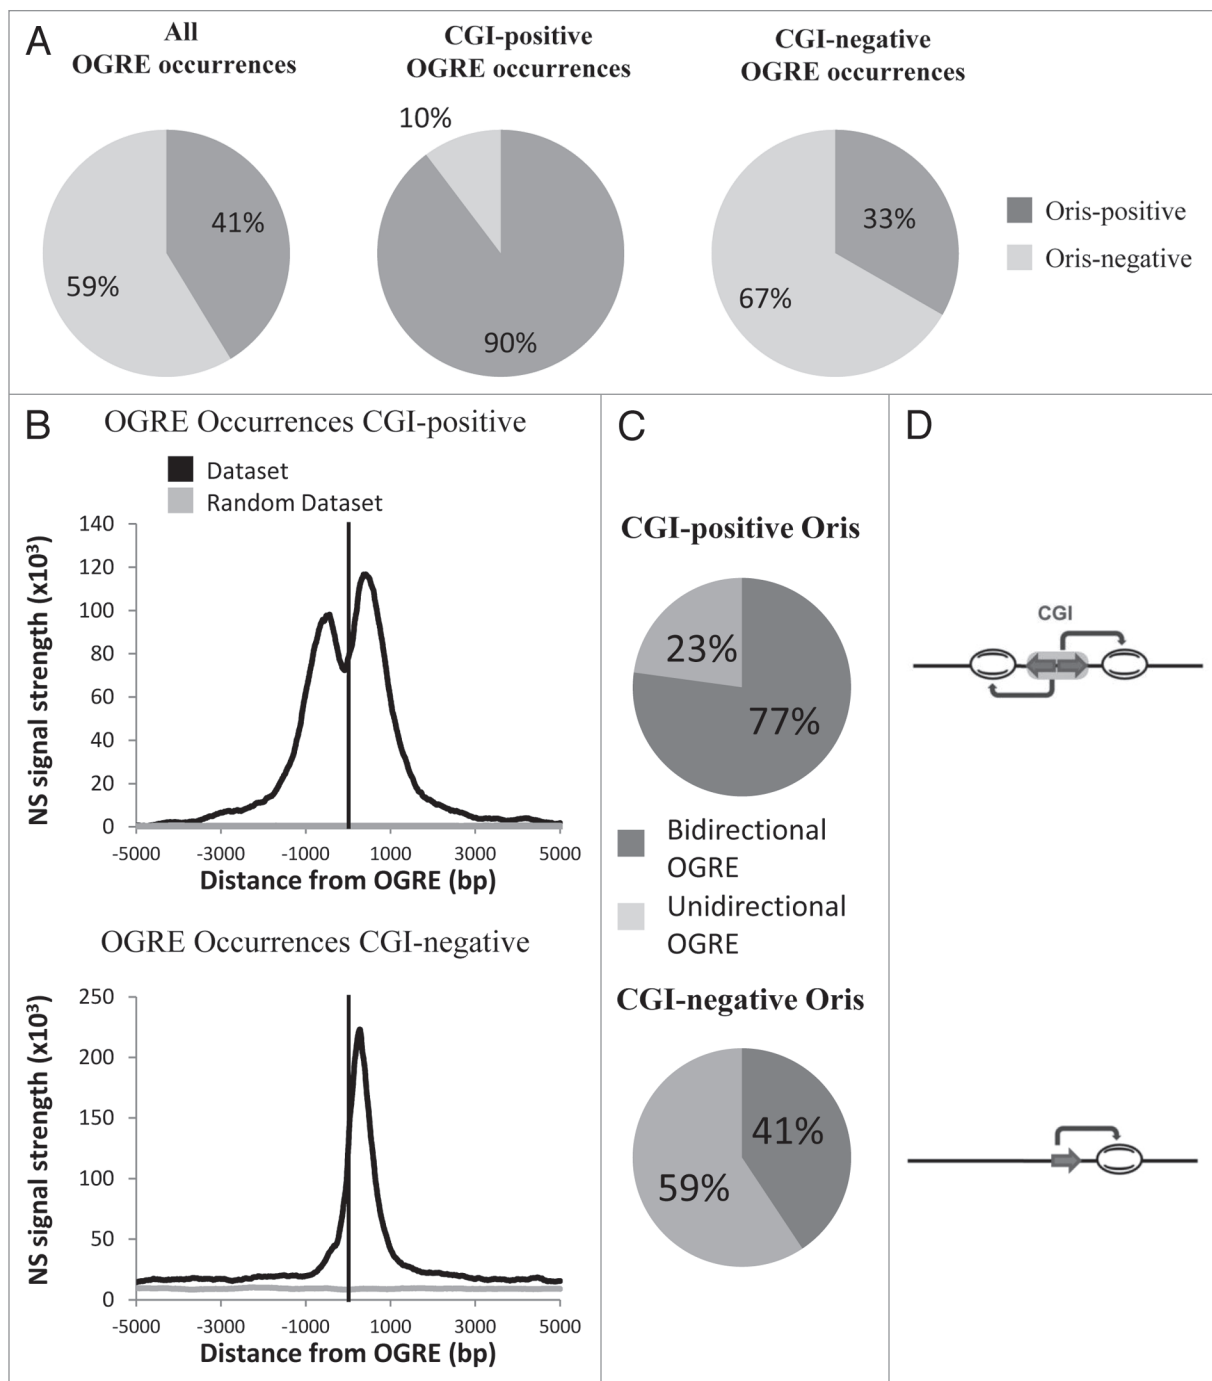 A
All
OGRE occurrences
CGI-positive
OGRE occurrences
CGI-negative
OGRE occurrences
41%
59%
10%
90%
33%
67%
Oris-positive
Oris-negative
B
OGRE Occurrences CGI-positive
Dataset
Random Dataset
NS signal strength (x10³)
140
120
100
80
60
40
20
0
-5000 -3000 -1000 1000 3000 5000
Distance from OGRE (bp)
OGRE Occurrences CGI-negative
NS signal strength (x10³)
250
200
150
100
50
0
-5000 -3000 -1000 1000 3000 5000
Distance from OGRE (bp)
C
CGI-positive Oris
23%
77%
Bidirectional
OGRE
Unidirectional
OGRE
CGI-negative Oris
41%
59%
D
CGI